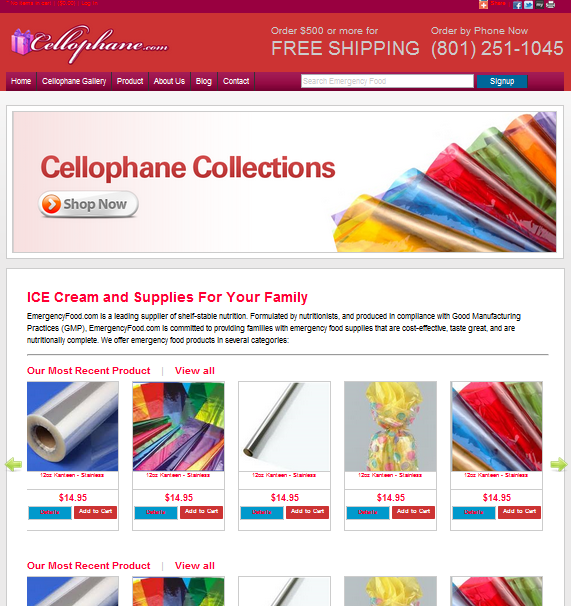 Share
Cellophane.com
Order $500 or more for
FREE SHIPPING
Order by Phone Now
(801) 251-1045
Home Cellophane Gallery Product About Us Blog Contact
Search Emergency Food
Signup
Cellophane Collections
Shop Now
ICE Cream and Supplies For Your Family
EmergencyFood.com is a leading supplier of shelf-stable nutrition. Formulated by nutritionists, and produced in compliance with Good Manufacturing
Practices (GMP), EmergencyFood.com is committed to providing families with emergency food supplies that are cost-effective, taste great, and are
nutritionally complete. We offer emergency food products in several categories:
Our Most Recent Product | View all
12oz Kanteen - Stainless 12oz Kanteen - Stainless 12oz Kanteen - Stainless 12oz Kanteen - Stainless 12oz Kanteen - Stainless
$14.95 $14.95 $14.95 $14.95 $14.95
Details Add to Cart Details Add to Cart Details Add to Cart Details Add to Cart Details Add to Cart
Our Most Recent Product | View all